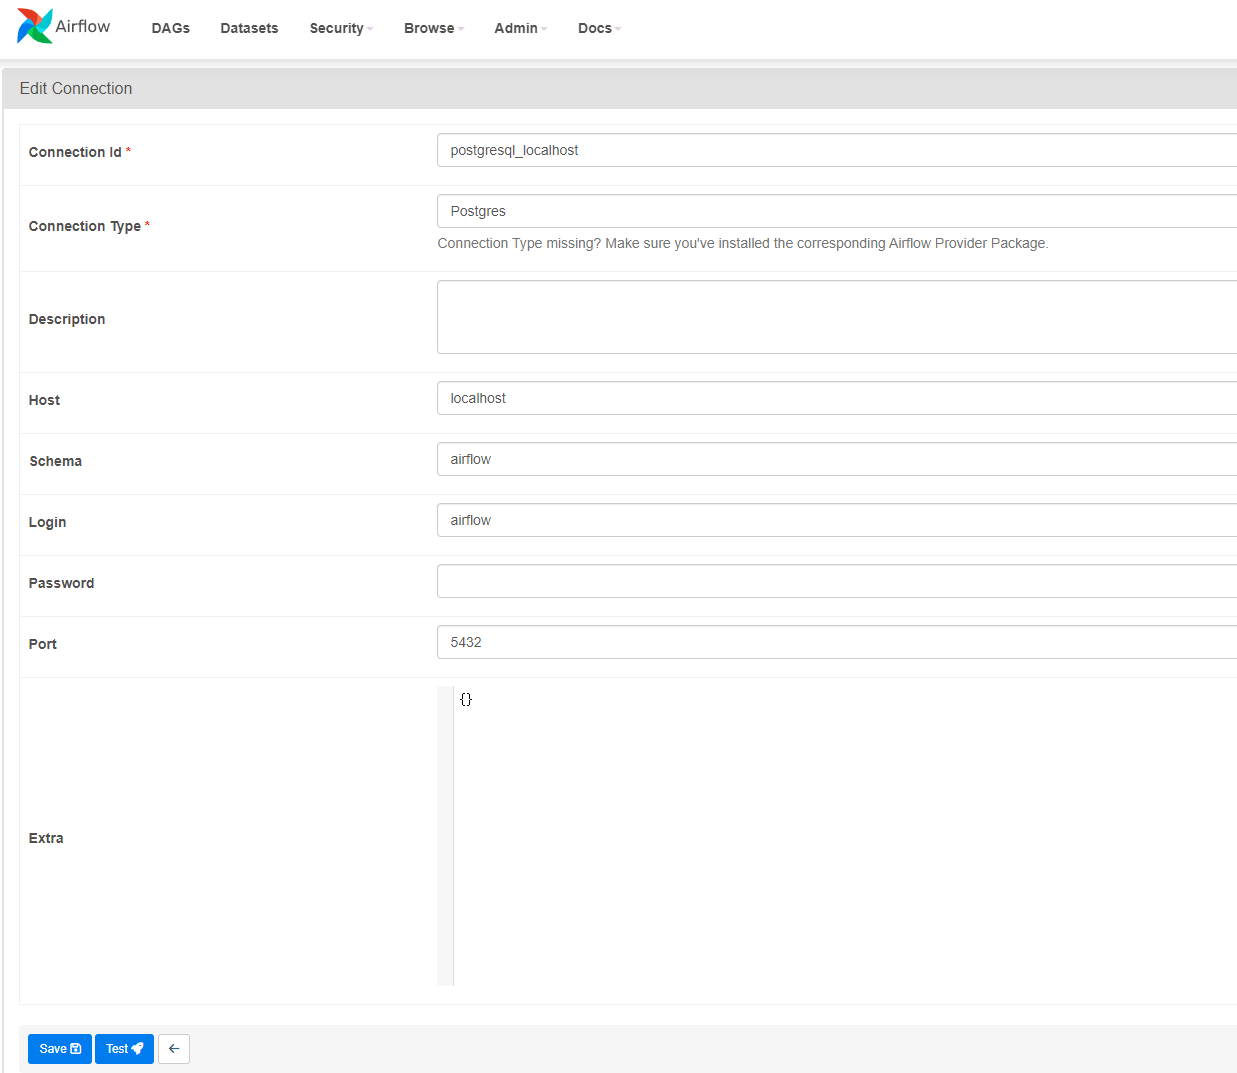 Airflow DAGs Datasets Security Browse Admin Docs
Edit Connection
Connection Id * postgresql_localhost
Connection Type * Postgres
Connection Type missing? Make sure you've installed the corresponding Airflow Provider Package.
Description
Host localhost
Schema airflow
Login airflow
Password
Port 5432
{}
Extra
Save Test